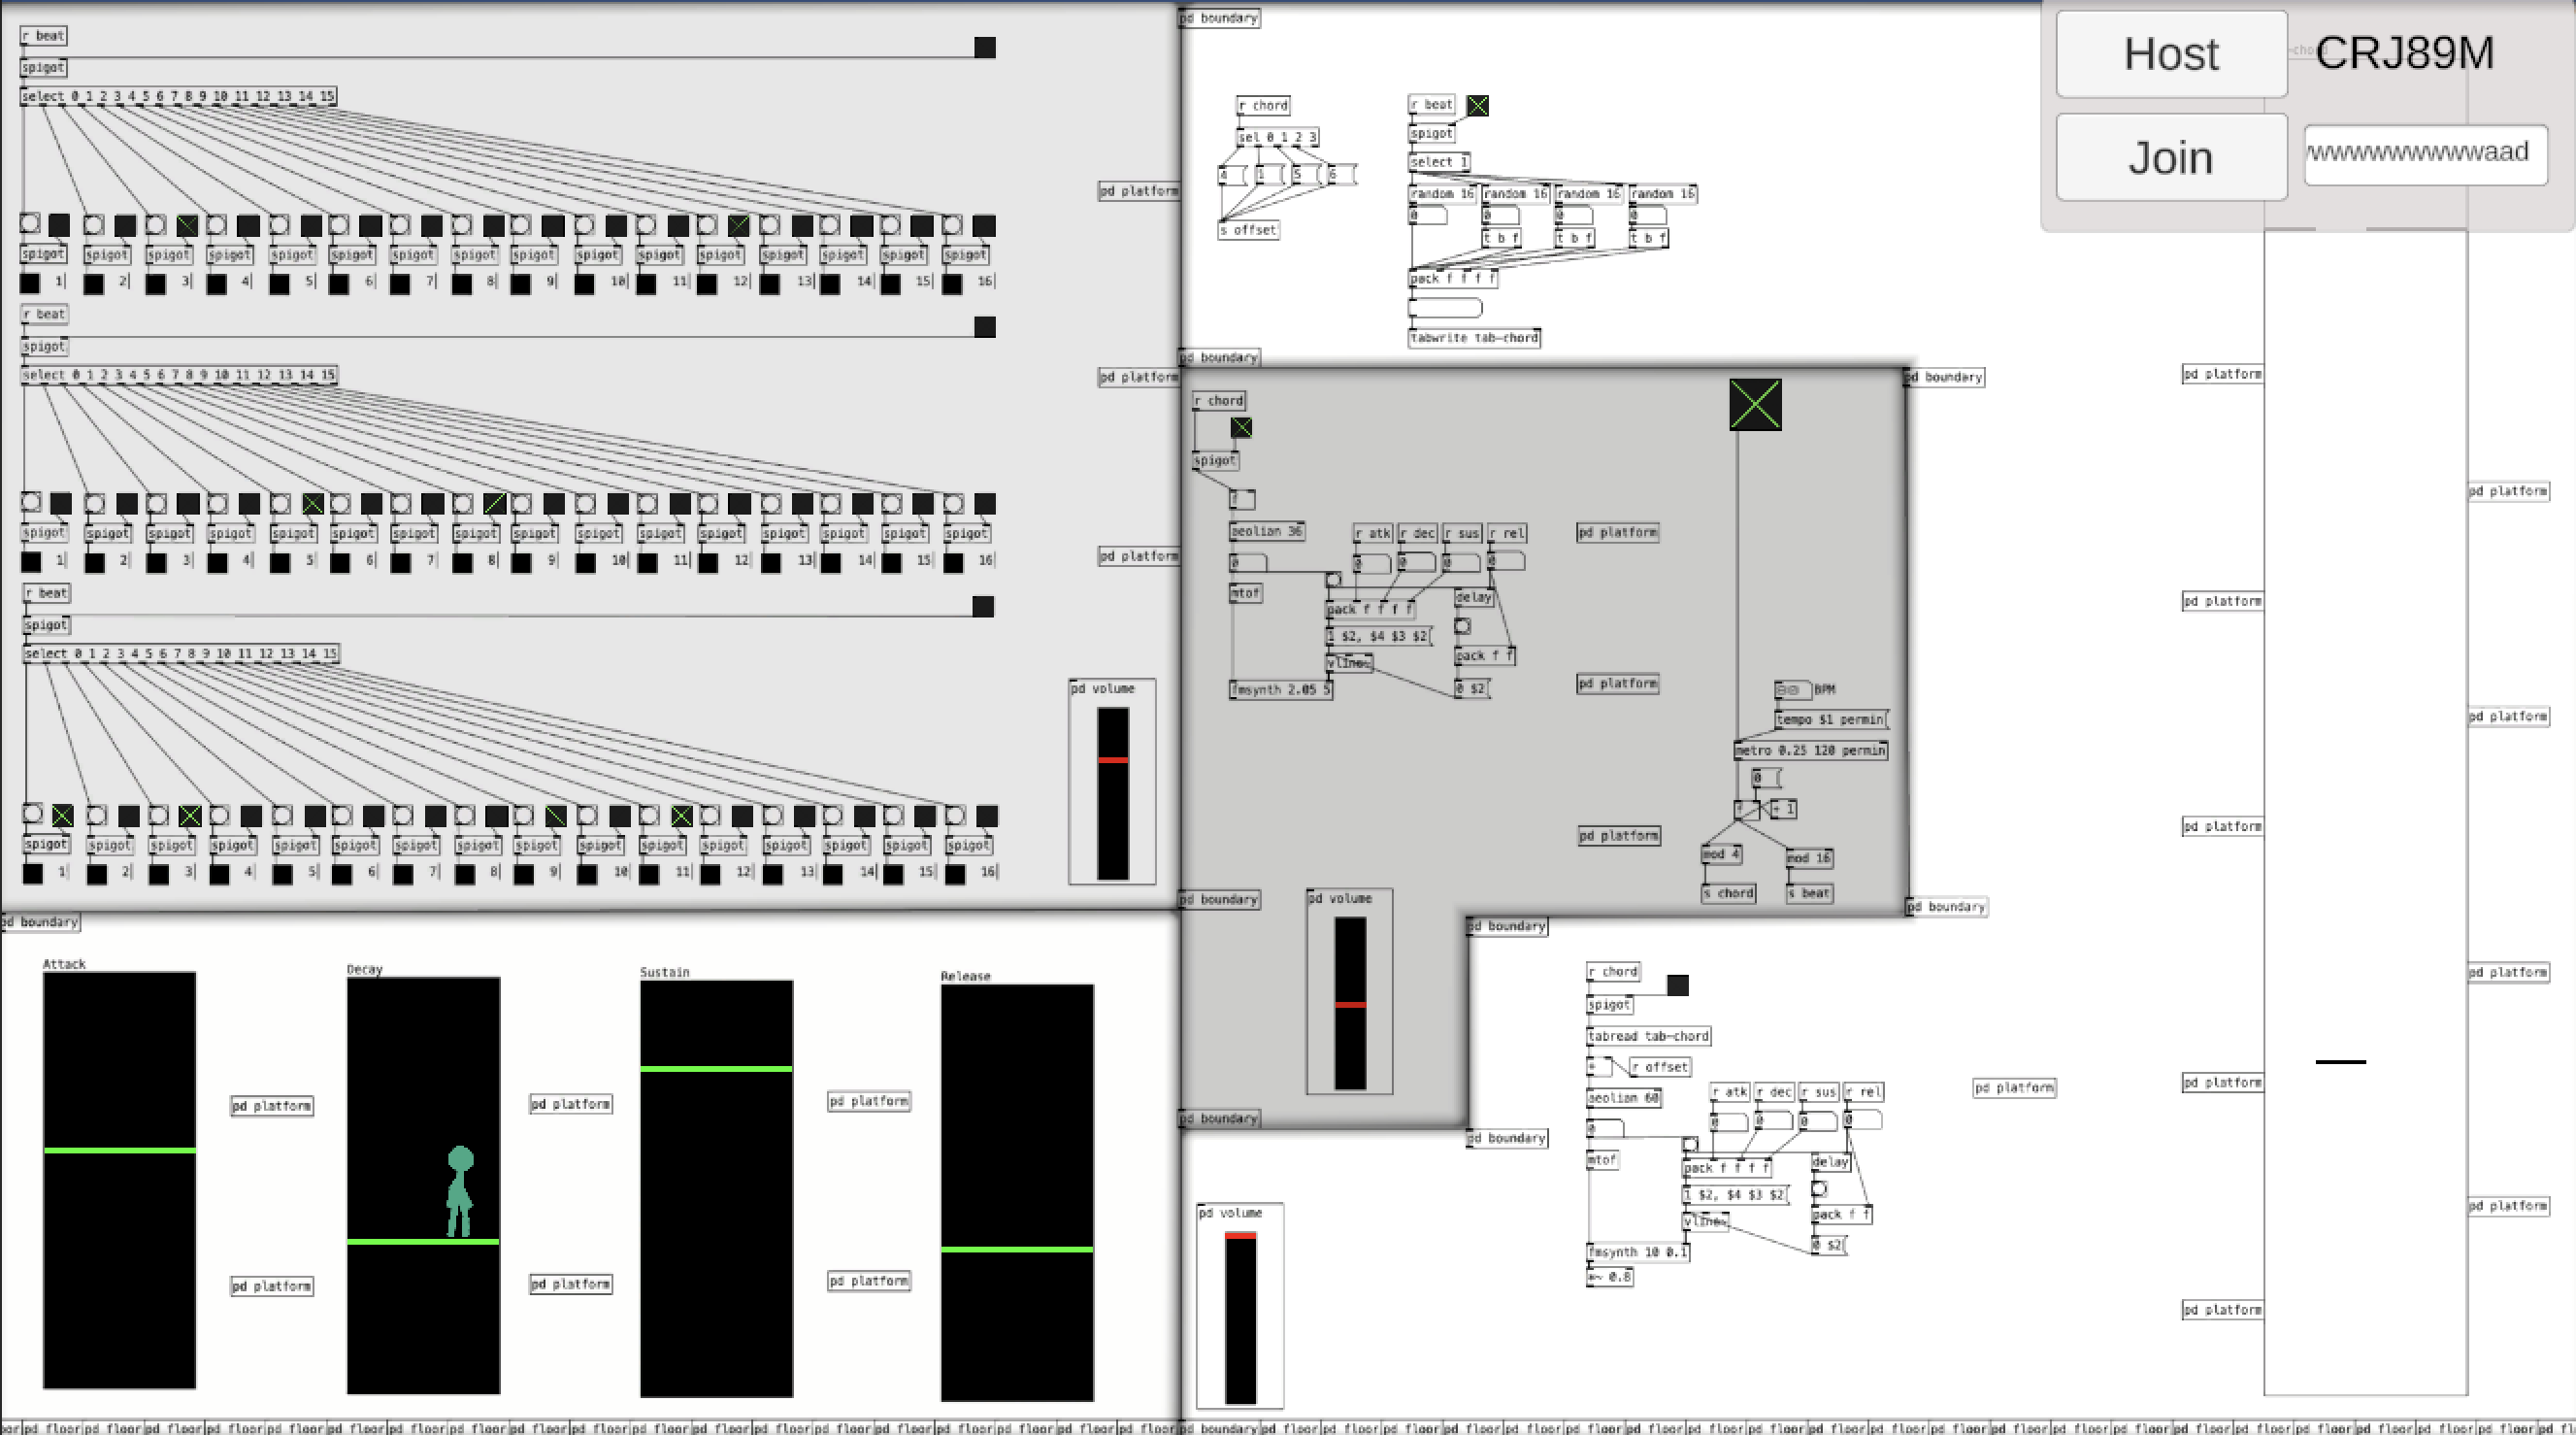 pd boundary
Host
CRJ89M
Join
wwwwwwwwwaad
r beat
spigot
select 0 1 2 3 4 5 6 7 8 9 10 11 12 13 14 15
spigot spigot spigot spigot spigot spigot spigot spigot spigot spigot spigot spigot spigot spigot spigot spigot
1 2 3 4 5 6 7 8 9 10 11 12 13 14 15 16
r beat
spigot
select 0 1 2 3 4 5 6 7 8 9 10 11 12 13 14 15
spigot spigot spigot spigot spigot spigot spigot spigot spigot spigot spigot spigot spigot spigot spigot spigot
1 2 3 4 5 6 7 8 9 10 11 12 13 14 15 16
r beat
spigot
select 0 1 2 3 4 5 6 7 8 9 10 11 12 13 14 15
spigot spigot spigot spigot spigot spigot spigot spigot spigot spigot spigot spigot spigot spigot spigot spigot
1 2 3 4 5 6 7 8 9 10 11 12 13 14 15 16
pd platform
pd platform
pd platform
pd volume
r chord
sel 0 1 2 3
4 1 5 6
s offset
r beat
spigot
select 1
random 16 random 16 random 16 random 16
0 0 0 0
t b f t b f t b f
pack f f f f
tabwrite tab-chord
pd boundary
pd boundary
r chord
spigot
f
aeolian 36
0
mtof
fmsynth 2.05 5
r atk r dec r sus r rel
0 0 0 0
pack f f f f
1 $2, $4 $3 $2
vline~
delay
pack f f
0 $2
pd platform
pd platform
pd platform
BPM
tempo $1 permin
metro 0.25 120 permin
0
f + 1
mod 4 mod 16
s chord s beat
pd boundary
pd volume
pd boundary
pd boundary
pd boundary
pd boundary
pd platform
pd platform
pd platform
pd platform
pd platform
pd platform
pd platform
pd platform
pd platform
pd boundary
Attack
Decay
Sustain
Release
pd platform pd platform pd platform
pd platform pd platform pd platform
pd boundary
pd volume
r chord
spigot
tabread tab-chord
+ r offset
aeolian 60
0
mtof
fmsynth 10 0.1
*~ 0.8
r atk r dec r sus r rel
0 0 0 0
pack f f f f
1 $2, $4 $3 $2
vline~
delay
pack f f
0 $2
pd platform
pd floor pd floor pd floor pd floor pd floor pd floor pd floor pd floor pd floor pd floor pd floor pd floor pd floor pd floor pd floor pd floor pd floor pd floor pd floor pd boundary pd floor pd floor pd floor pd floor pd floor pd floor pd floor pd floor pd floor pd floor pd floor pd floor pd floor pd floor pd floor pd floor pd floor pd floor pd floor pd floor pd floor